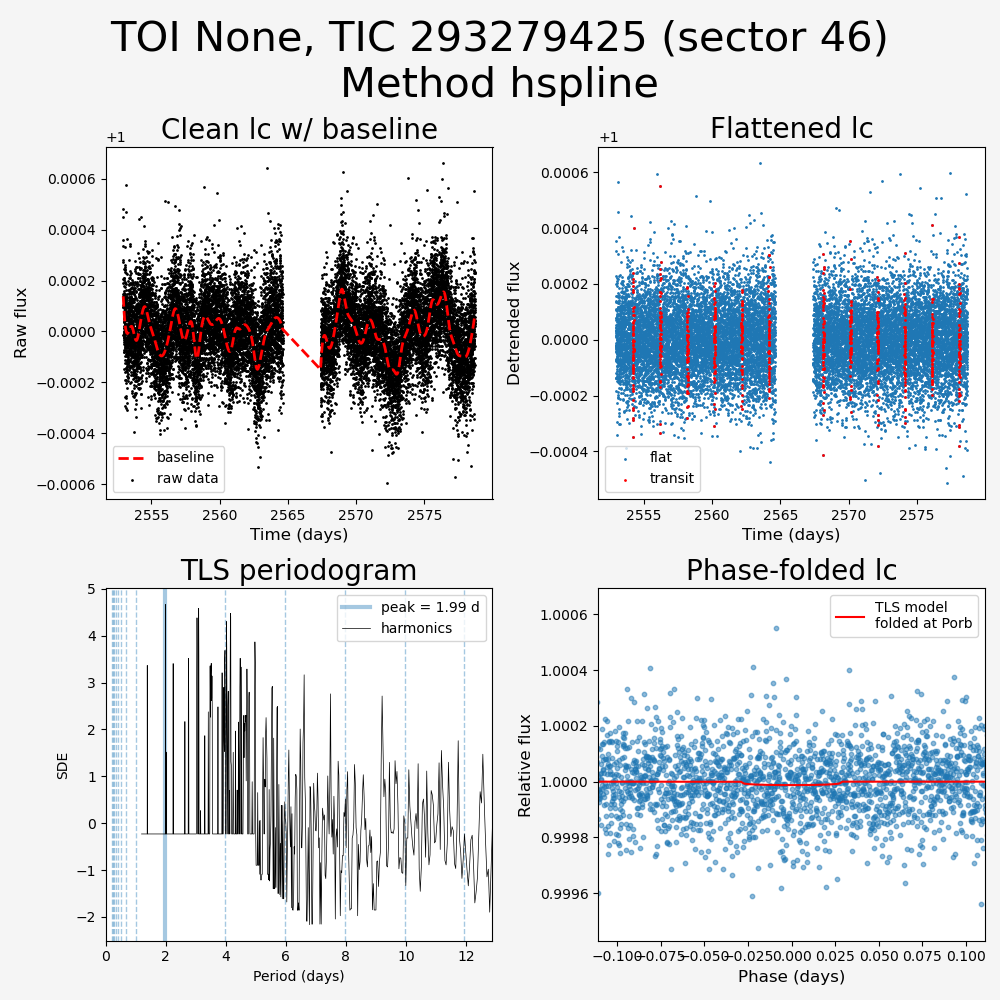 TOI None, TIC 293279425 (sector 46)
Method hspline
Clean lc w/ baseline
+1
0.0006
0.0004
0.0002
0.0000
−0.0002
−0.0004
−0.0006
Raw flux
baseline
raw data
2555 2560 2565 2570 2575
Time (days)
Flattened lc
+1
0.0006
0.0004
0.0002
0.0000
−0.0002
−0.0004
Detrended flux
flat
transit
2555 2560 2565 2570 2575
Time (days)
TLS periodogram
5
4
3
2
1
0
−1
−2
SDE
peak = 1.99 d
harmonics
0 2 4 6 8 10 12
Period (days)
Phase-folded lc
1.0006
1.0004
1.0002
1.0000
0.9998
0.9996
Relative flux
TLS model
folded at Porb
−0.100 −0.075 −0.050 −0.025 0.000 0.025 0.050 0.075 0.100
Phase (days)